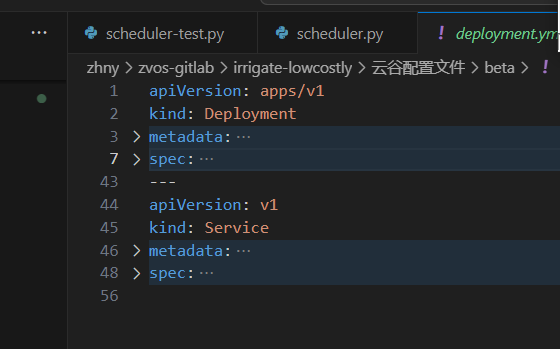 ···
scheduler-test.py
scheduler.py
! deployment.ym
zhny > zvos-gitlab > irrigate-lowcostly > 云谷配置文件 > beta > !
1 apiVersion: apps/v1
2 kind: Deployment
3 > metadata:···
7 > spec:···
43 ---
44 apiVersion: v1
45 kind: Service
46 > metadata:···
48 > spec:···
56